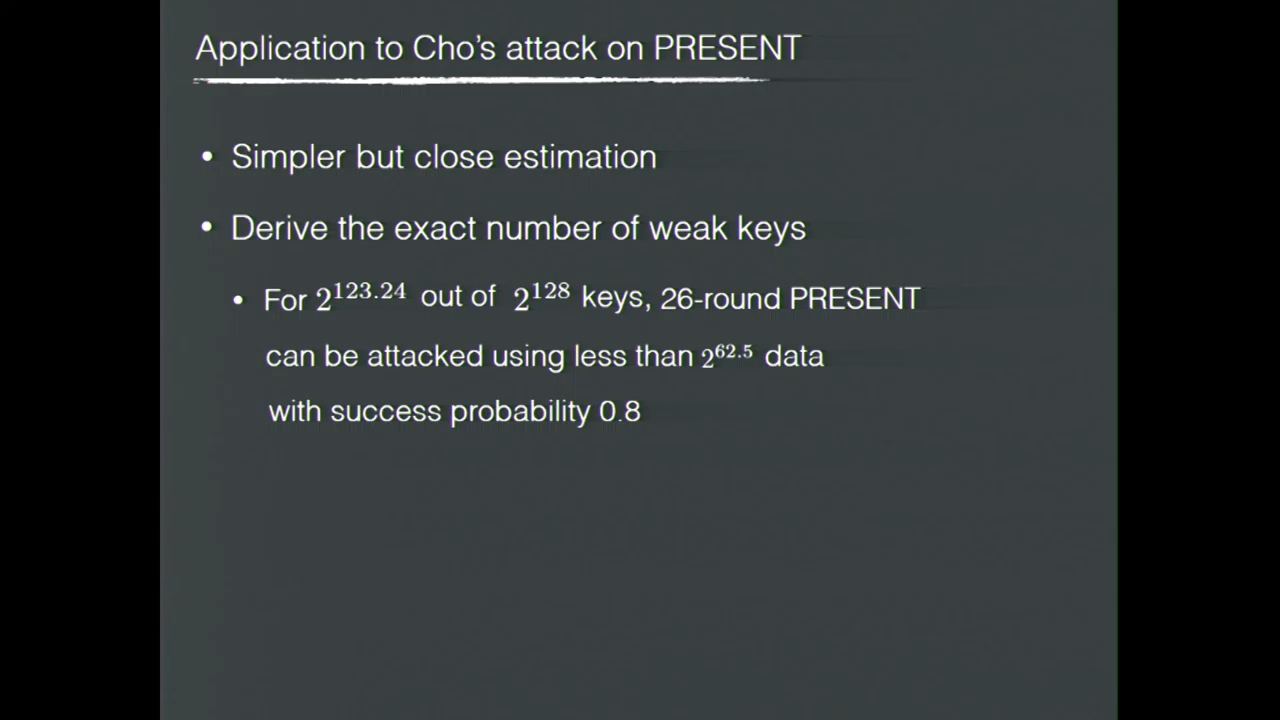 Application to Cho's attack on PRESENT
• Simpler but close estimation
• Derive the exact number of weak keys
• For 2^{123.24} out of 2^{128} keys, 26-round PRESENT
can be attacked using less than 2^{62.5} data
with success probability 0.8